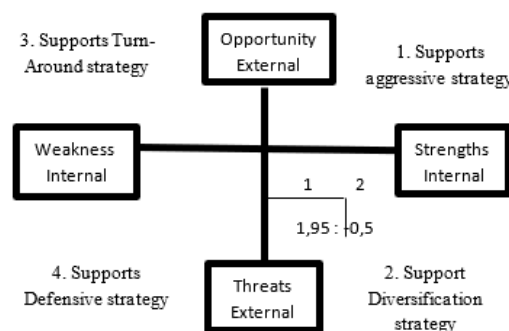 3. Supports Turn-
Around strategy
Opportunity
External
1. Supports
aggressive strategy
Weakness
Internal
Strengths
Internal
1 2
1,95 : -0,5
4. Supports
Defensive strategy
Threats
External
2. Support
Diversification
strategy